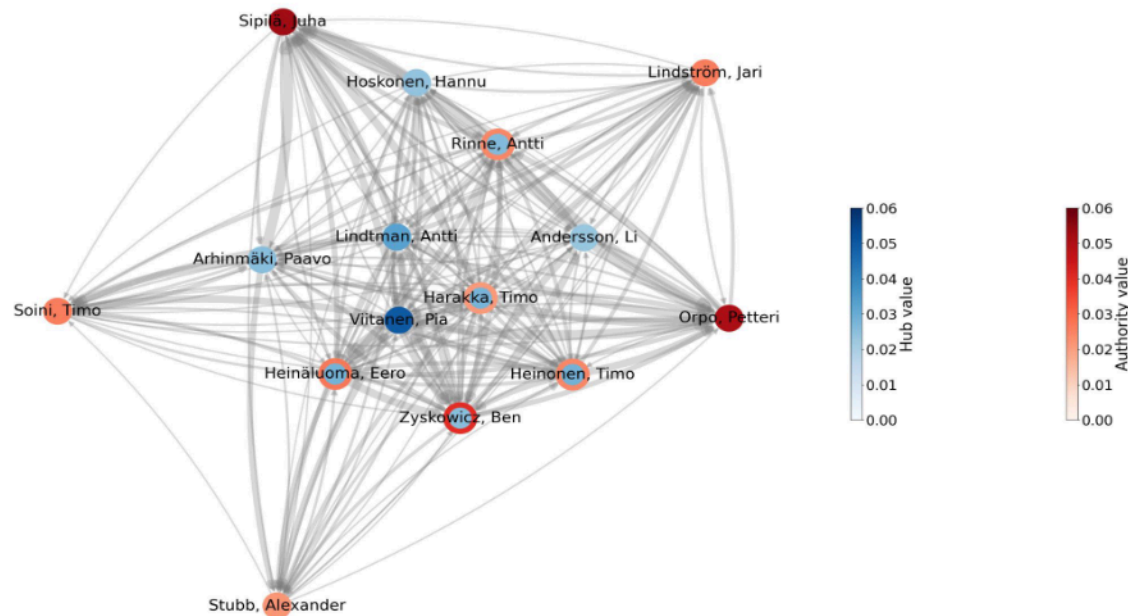 Sipilä, Juha
Lindström, Jari
Hoskonen, Hannu
Rinne, Antti
Lindtman, Antti
Andersson, Li
Arhinmäki, Paavo
Harakka, Timo
Soini, Timo
Viitanen, Pia
Orpo, Petteri
Heinäluoma, Eero
Heinonen, Timo
Zyskowicz, Ben
Stubb, Alexander
0.06
0.05
0.04
0.03
0.02
0.01
0.00
Hub value
0.06
0.05
0.04
0.03
0.02
0.01
0.00
Authority value